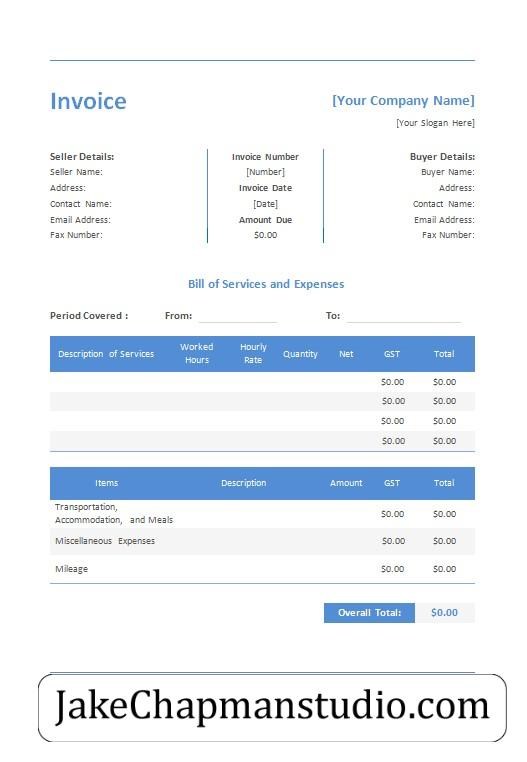 Invoice
[Your Company Name]
[Your Slogan Here]
Seller Details:
Seller Name:
Address:
Contact Name:
Email Address:
Fax Number:
Invoice Number
[Number]
Invoice Date
[Date]
Amount Due
$0.00
Buyer Details:
Buyer Name:
Address:
Contact Name:
Email Address:
Fax Number:
Bill of Services and Expenses
Period Covered : From: To:
Description of Services Worked Hours Hourly Rate Quantity Net GST Total
$0.00 $0.00
$0.00 $0.00
$0.00 $0.00
$0.00 $0.00
Items Description Amount GST Total
Transportation,
Accommodation, and Meals $0.00 $0.00
Miscellaneous Expenses $0.00 $0.00
Mileage $0.00 $0.00
Overall Total: $0.00
JakeChapmanstudio.com